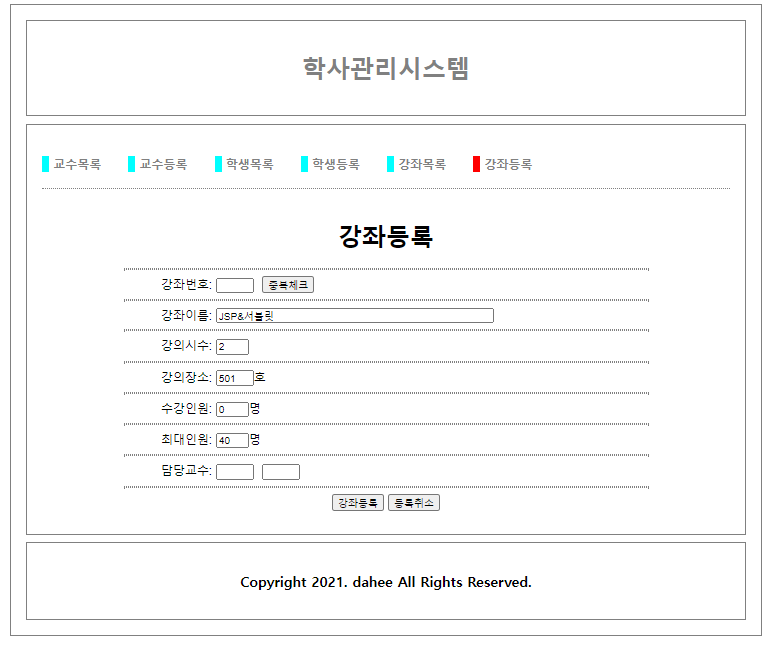 학사관리시스템
교수목록 교수등록 학생목록 학생등록 강좌목록 강좌등록
강좌등록
강좌번호: 중복체크
강좌이름: JSP&서블릿
강의시수: 2
강의장소: 501 호
수강인원: 0 명
최대인원: 40 명
담당교수:
강좌등록 등록취소
Copyright 2021. dahee All Rights Reserved.